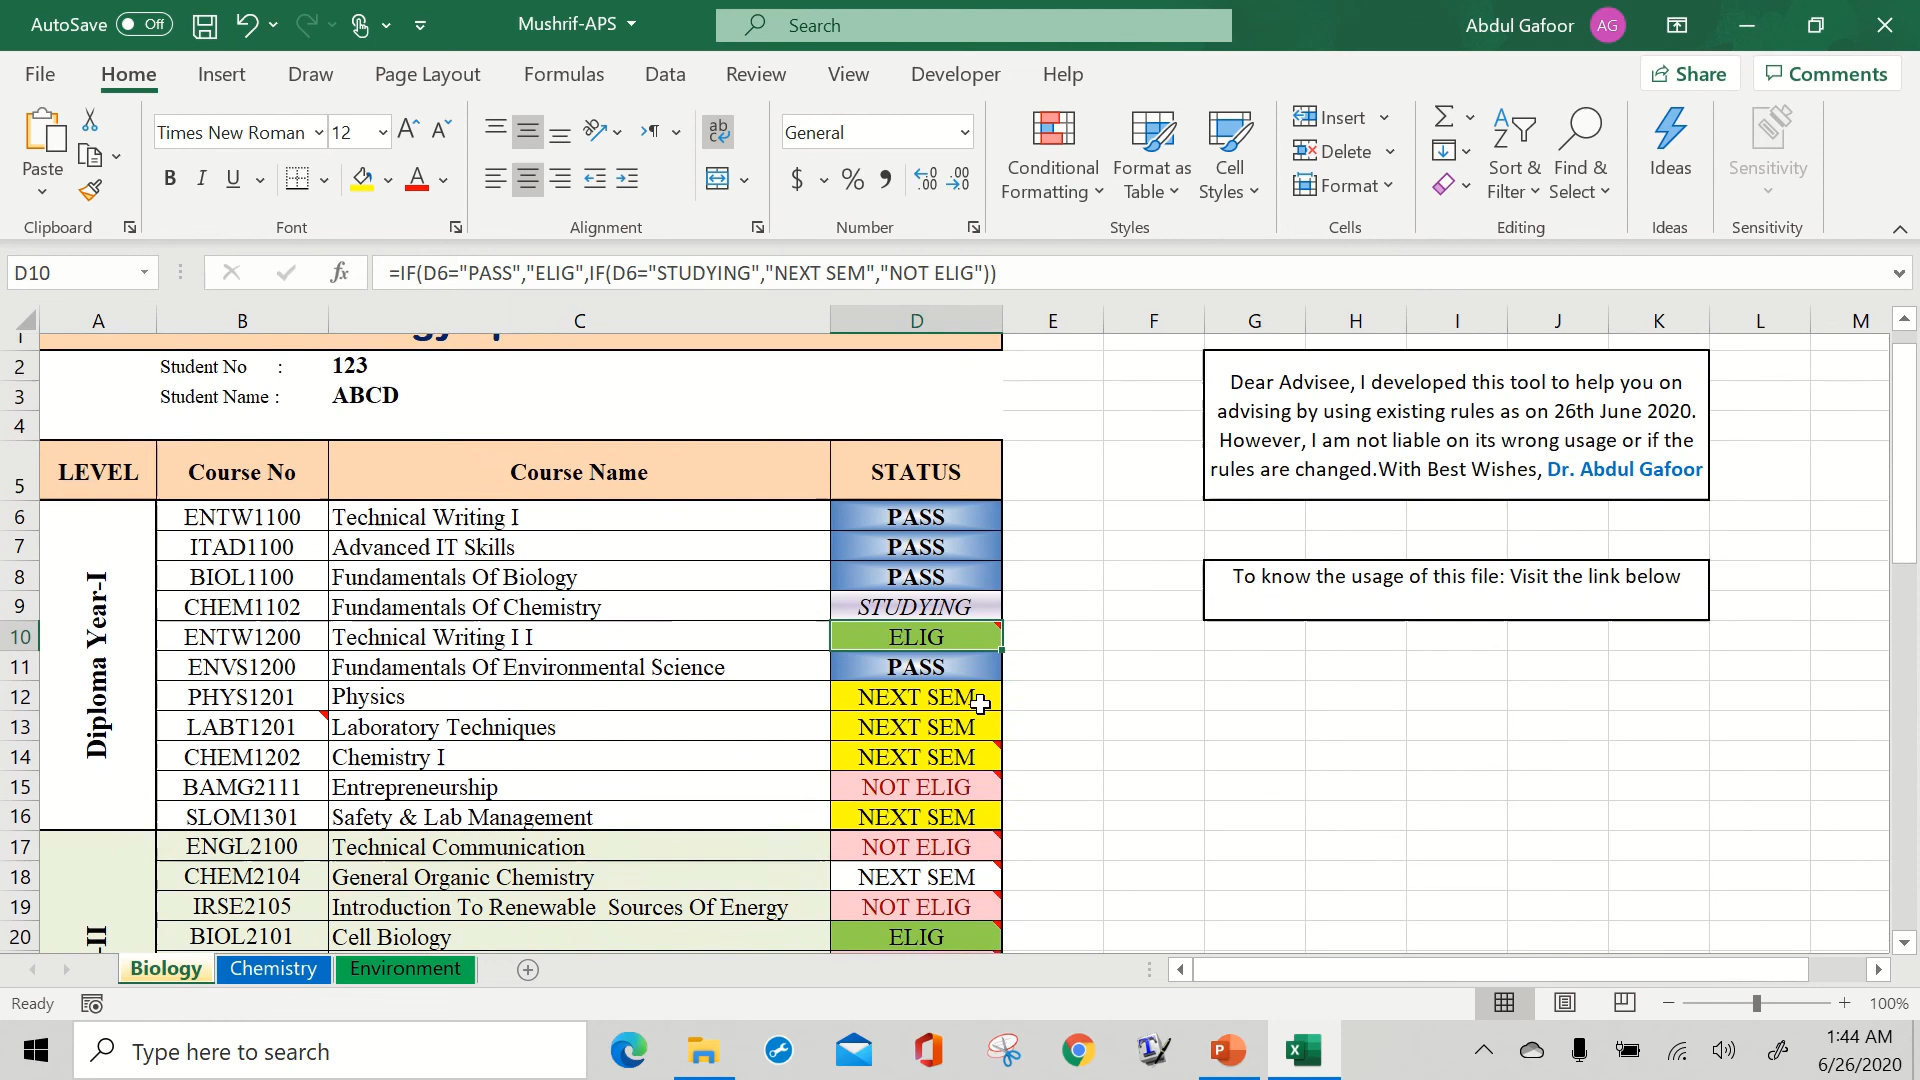 AutoSave Off Mushrif-APS Search Abdul Gafoor AG
File Home Insert Draw Page Layout Formulas Data Review View Developer Help Share Comments
Paste
Clipboard
Times New Roman 12
B I U
Font
ab
Alignment
General
$ % 9 .00 .00
Number
Conditional Formatting
Format as Table
Cell Styles
Styles
Insert
Delete
Format
Cells
Sort & Filter
Find & Select
Editing
Ideas
Ideas
Sensitivity
Sensitivity
D10 fx =IF(D6="PASS","ELIG",IF(D6="STUDYING","NEXT SEM","NOT ELIG"))
A B C D E F G H I J K L M
1
2 Student No : 123
3 Student Name : ABCD
4
5 LEVEL Course No Course Name STATUS
Diploma Year-I
6 ENTW1100 Technical Writing I PASS
7 ITAD1100 Advanced IT Skills PASS
8 BIOL1100 Fundamentals Of Biology PASS
9 CHEM1102 Fundamentals Of Chemistry STUDYING
10 ENTW1200 Technical Writing I I ELIG
11 ENVS1200 Fundamentals Of Environmental Science PASS
12 PHYS1201 Physics NEXT SEM
13 LABT1201 Laboratory Techniques NEXT SEM
14 CHEM1202 Chemistry I NEXT SEM
15 BAMG2111 Entrepreneurship NOT ELIG
16 SLOM1301 Safety & Lab Management NEXT SEM
-II
17 ENGL2100 Technical Communication NOT ELIG
18 CHEM2104 General Organic Chemistry NEXT SEM
19 IRSE2105 Introduction To Renewable Sources Of Energy NOT ELIG
20 BIOL2101 Cell Biology ELIG
Dear Advisee, I developed this tool to help you on
advising by using existing rules as on 26th June 2020.
However, I am not liable on its wrong usage or if the
rules are changed.With Best Wishes, Dr. Abdul Gafoor
To know the usage of this file: Visit the link below
Biology Chemistry Environment
Ready 100%
Type here to search
1:44 AM
6/26/2020